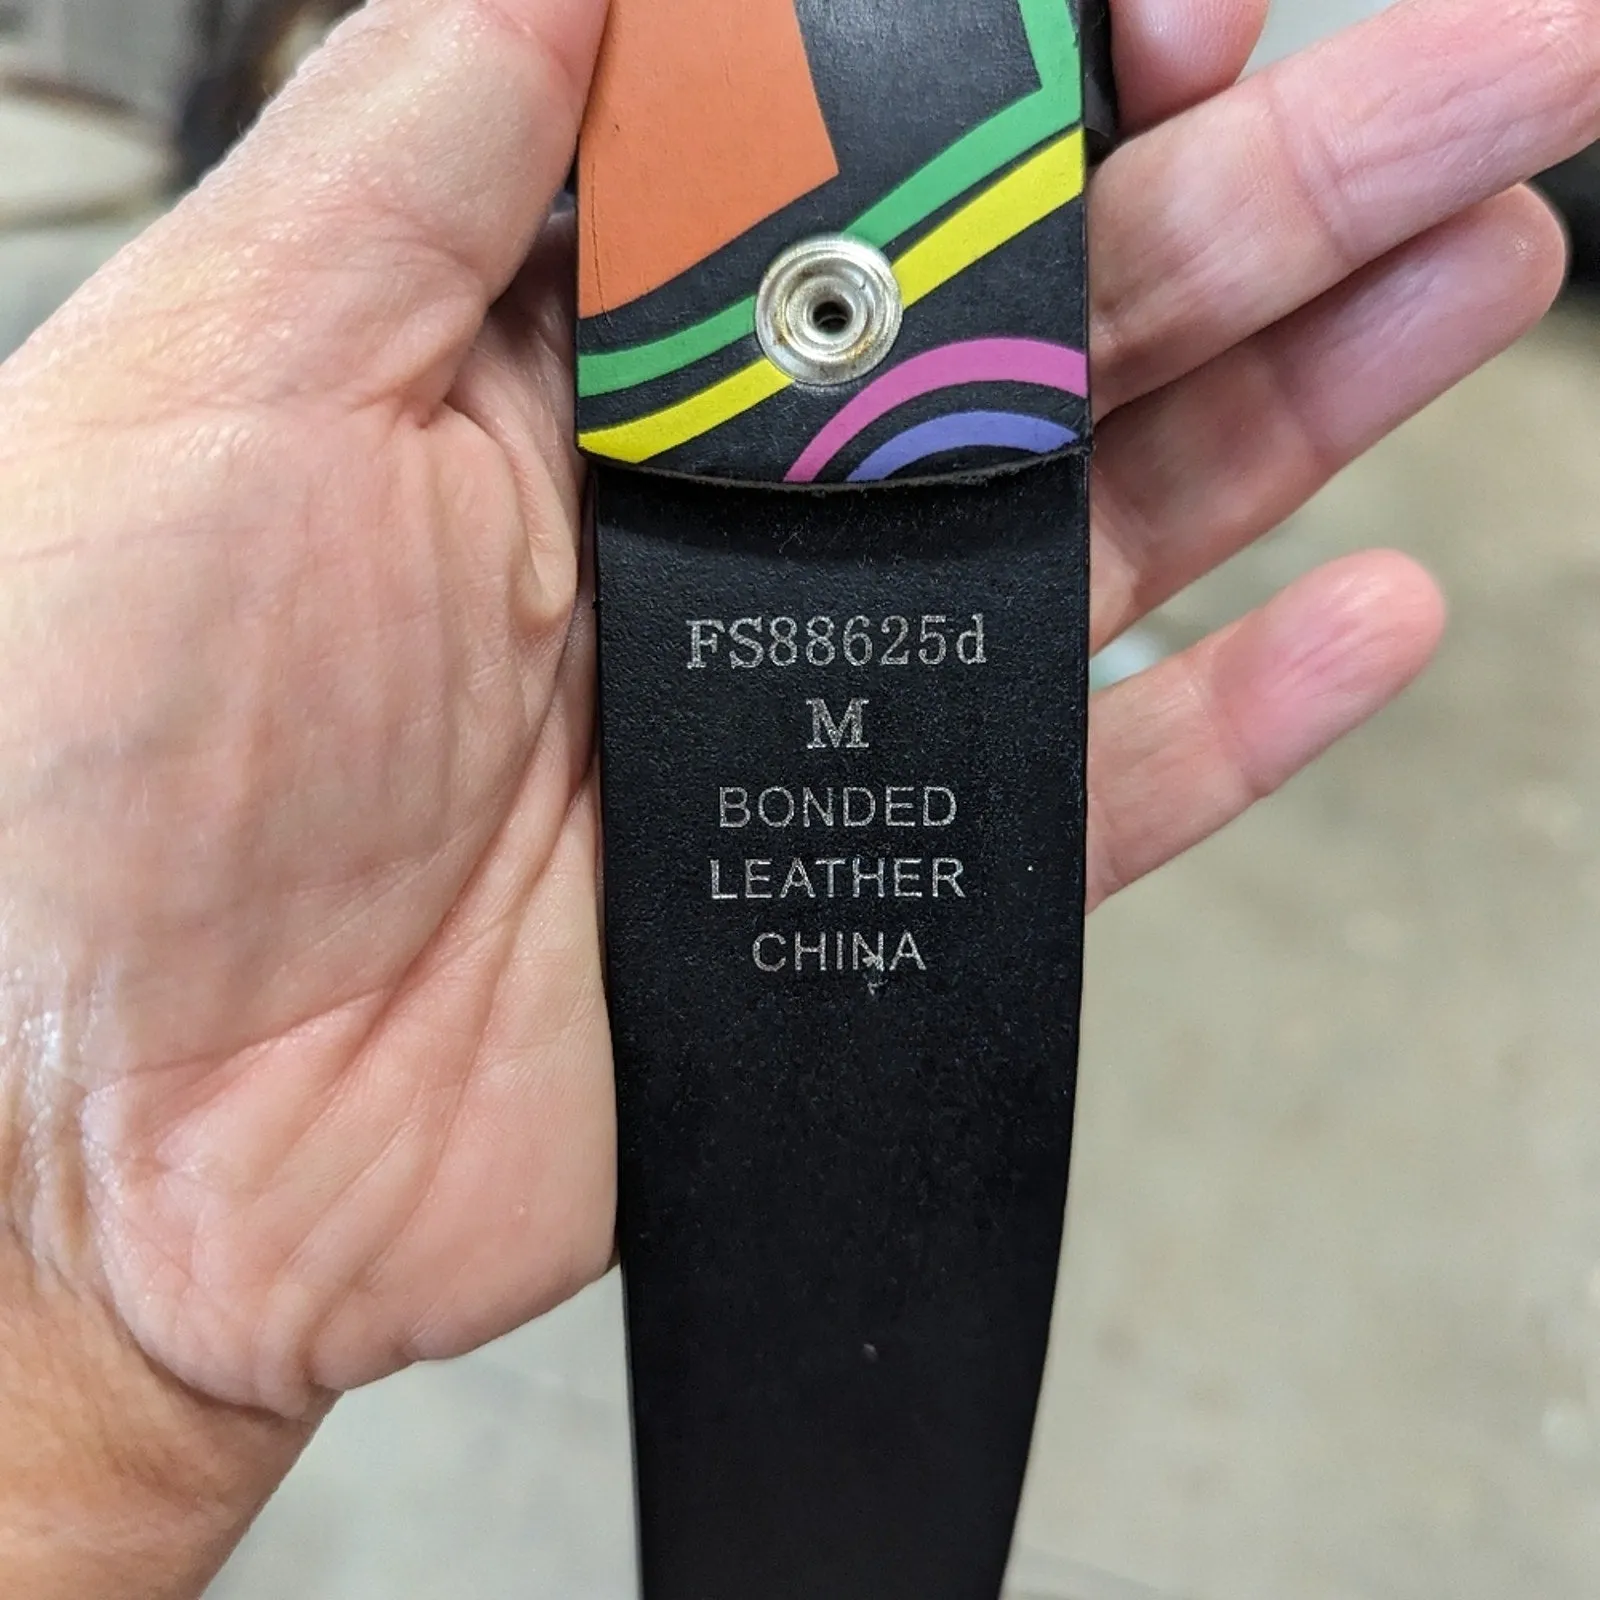 FS88625d
M
BONDED
LEATHER
CHINA